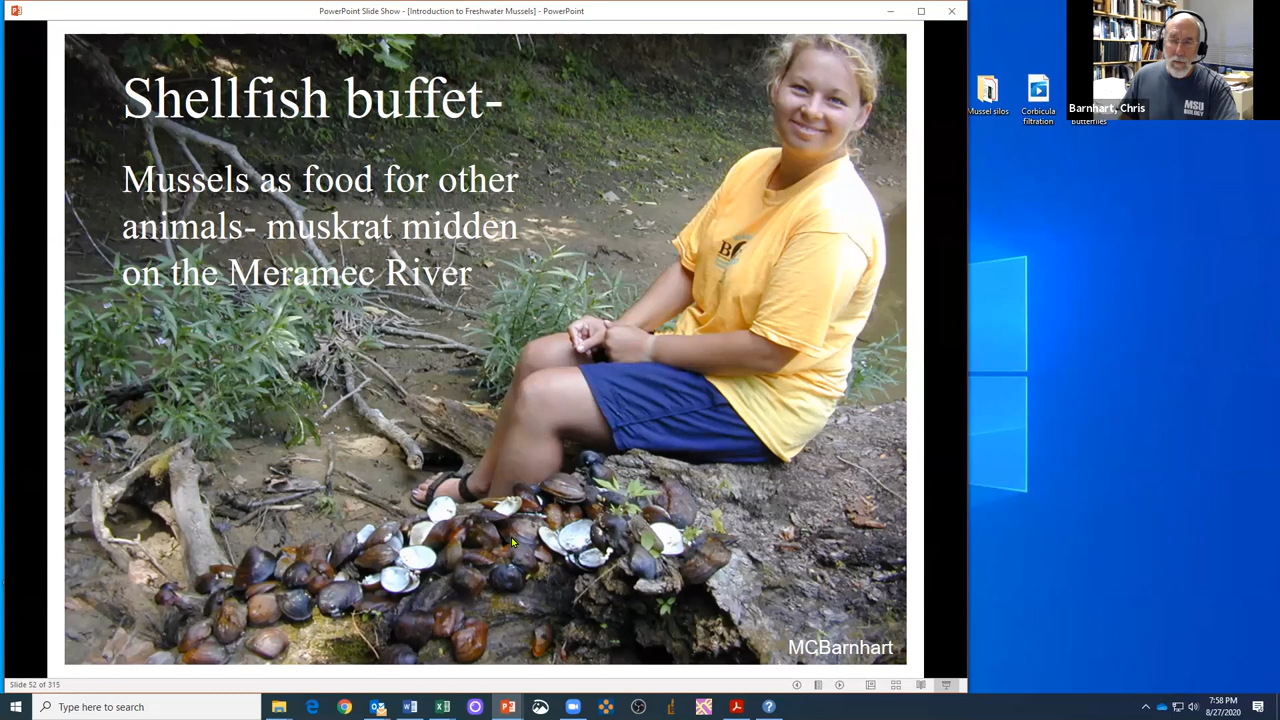 PowerPoint Slide Show - [Introduction to Freshwater Mussels] - PowerPoint
Shellfish buffet-
Mussels as food for other
animals- muskrat midden
on the Meramec River
MCBarnhart
Mussel silos
Corbicula
filtration
Butterflies
Barnhart, Chris
MSU
BIOLOGY
Slide 52 of 315
Type here to search
7:58 PM
8/27/2020